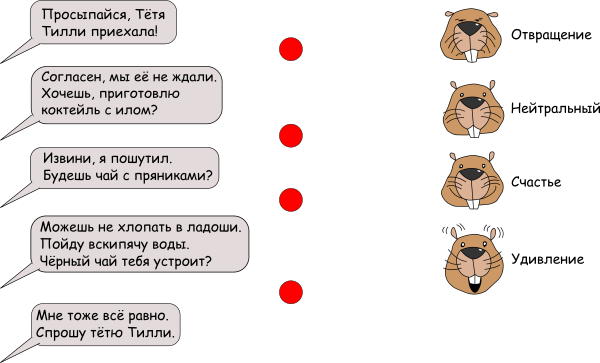 Просыпайся, Тётя
Тилли приехала!
Согласен, мы её не ждали.
Хочешь, приготовлю
коктейль с илом?
Извини, я пошутил.
Будешь чай с пряниками?
Можешь не хлопать в ладоши.
Пойду вскипячу воды.
Чёрный чай тебя устроит?
Мне тоже всё равно.
Спрошу тётю Тилли.
Отвращение
Нейтральный
Счастье
Удивление